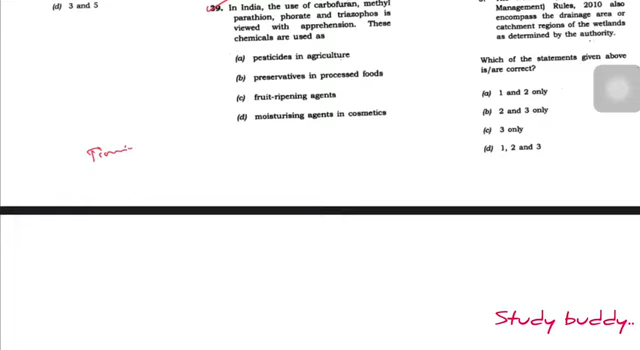 (d) 3 and 5
39. In India, the use of carbofuran, methyl
parathion, phorate and triazophos is
viewed with apprehension. These
chemicals are used as
(a) pesticides in agriculture
(b) preservatives in processed foods
(c) fruit-ripening agents
(d) moisturising agents in cosmetics
Management) Rules, 2010 also
encompass the drainage area or
catchment regions of the wetlands
as determined by the authority.
Which of the statements given above
is/are correct?
(a) 1 and 2 only
(b) 2 and 3 only
(c) 3 only
(d) 1, 2 and 3
Study buddy..